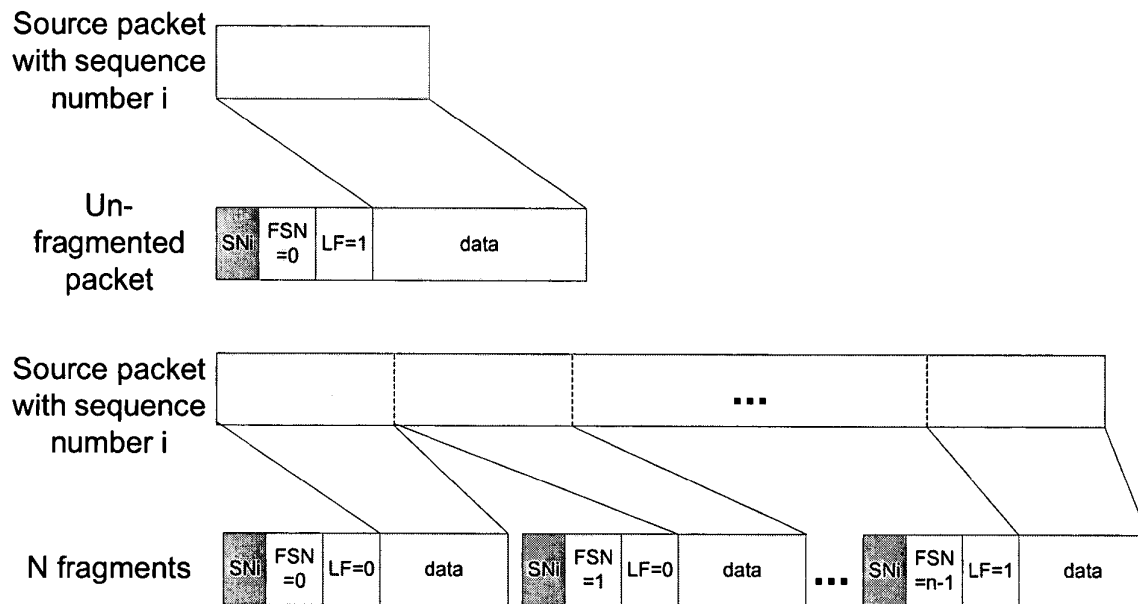 Source packet
with sequence
number i
Un-
fragmented
packet
SNi
FSN
=0
LF=1
data
Source packet
with sequence
number i
...
N fragments
SNi
FSN
=0
LF=0
data
SNi
FSN
=1
LF=0
data
...
SNi
FSN
=n-1
LF=1
data